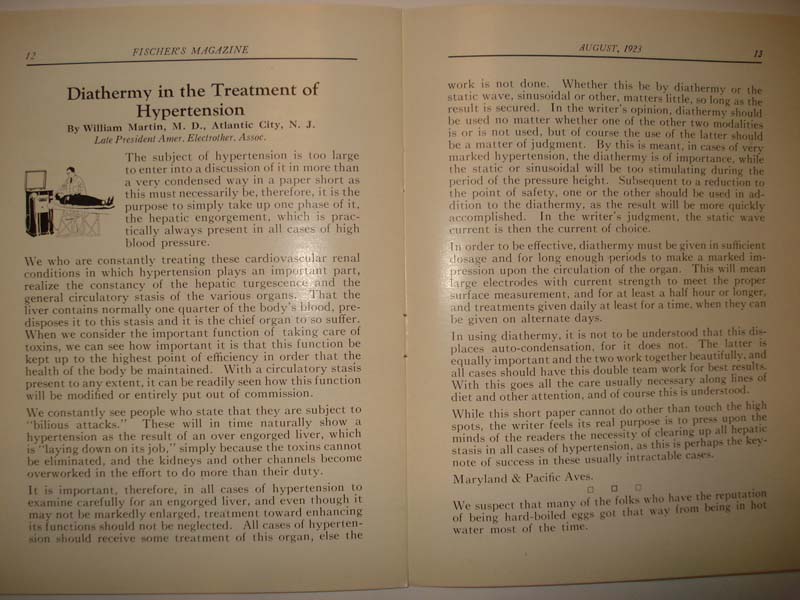 12
FISCHER'S MAGAZINE
Diathermy in the Treatment of
Hypertension
By William Martin, M. D., Atlantic City, N. J.
Late President Amer. Electrother. Assoc.
The subject of hypertension is too large
to enter into a discussion of it in more than
a very condensed way in a paper short as
this must necessarily be, therefore, it is the
purpose to simply take up one phase of it,
the hepatic engorgement, which is prac-
tically always present in all cases of high
blood pressure.
We who are constantly treating these cardiovascular renal
conditions in which hypertension plays an important part,
realize the constancy of the hepatic turgescence and the
general circulatory stasis of the various organs. That the
liver contains normally one quarter of the body's blood, pre-
disposes it to this stasis and it is the chief organ to so suffer.
When we consider the important function of taking care of
toxins, we can see how important it is that this function be
kept up to the highest point of efficiency in order that the
health of the body be maintained. With a circulatory stasis
present to any extent, it can be readily seen how this function
will be modified or entirely put out of commission.
We constantly see people who state that they are subject to
"bilious attacks." These will in time naturally show a
hypertension as the result of an over engorged liver, which
is "laying down on its job," simply because the toxins cannot
be eliminated, and the kidneys and other channels become
overworked in the effort to do more than their duty.
It is important, therefore, in all cases of hypertension to
examine carefully for an engorged liver, and even though it
may not be markedly enlarged, treatment toward enhancing
its functions should not be neglected. All cases of hyperten-
sion should receive some treatment of this organ, else the
AUGUST, 1923
13
work is not done. Whether this be by diathermy or the
static wave, sinusoidal or other, matters little, so long as the
result is secured. In the writer's opinion, diathermy should
be used no matter whether one of the other two modalities
is or is not used, but of course the use of the latter should
be a matter of judgment. By this is meant, in cases of very
marked hypertension, the diathermy is of importance, while
the static or sinusoidal will be too stimulating during the
period of the pressure height. Subsequent to a reduction to
the point of safety, one or the other should be used in ad-
dition to the diathermy, as the result will be more quickly
accomplished. In the writer's judgment, the static wave
current is then the current of choice.
In order to be effective, diathermy must be given in sufficient
dosage and for long enough periods to make a marked im-
pression upon the circulation of the organ. This will mean
large electrodes with current strength to meet the proper
surface measurement, and for at least a half hour or longer,
and treatments given daily at least for a time, when they can
be given on alternate days.
In using diathermy, it is not to be understood that this dis-
places auto-condensation, for it does not. The latter is
equally important and the two work together beautifully, and
all cases should have this double team work for best results.
With this goes all the care usually necessary along lines of
diet and other attention, and of course this is understood.
While this short paper cannot do other than touch the high
spots, the writer feels its real purpose is to press upon the
minds of the readers the necessity of clearing up all hepatic
stasis in all cases of hypertension, as this is perhaps the key-
note of success in these usually intractable cases.
Maryland & Pacific Aves.
We suspect that many of the folks who have the reputation
of being hard-boiled eggs got that way from being in hot
water most of the time.